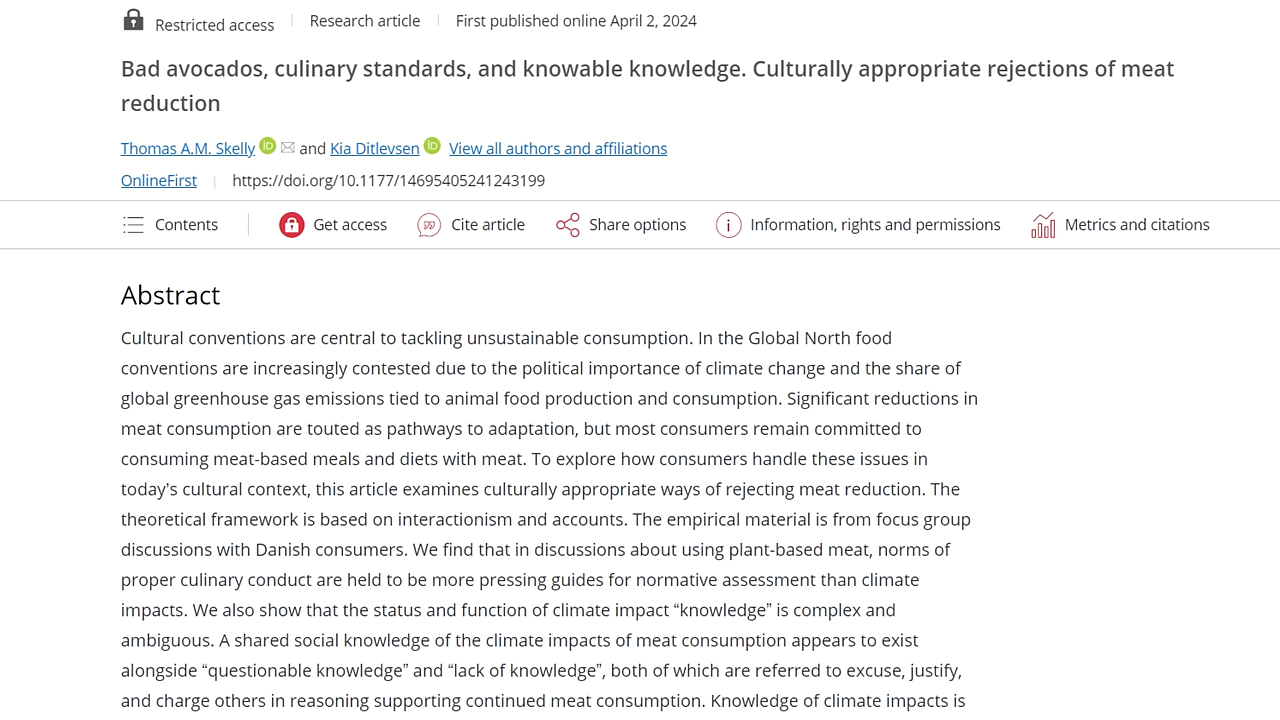 Restricted access Research article First published online April 2, 2024
Bad avocados, culinary standards, and knowable knowledge. Culturally appropriate rejections of meat
reduction
Thomas A.M. Skelly iD and Kia Ditlevsen iD View all authors and affiliations
OnlineFirst https://doi.org/10.1177/14695405241243199
Contents Get access Cite article Share options Information, rights and permissions Metrics and citations
Abstract
Cultural conventions are central to tackling unsustainable consumption. In the Global North food
conventions are increasingly contested due to the political importance of climate change and the share of
global greenhouse gas emissions tied to animal food production and consumption. Significant reductions in
meat consumption are touted as pathways to adaptation, but most consumers remain committed to
consuming meat-based meals and diets with meat. To explore how consumers handle these issues in
today's cultural context, this article examines culturally appropriate ways of rejecting meat reduction. The
theoretical framework is based on interactionism and accounts. The empirical material is from focus group
discussions with Danish consumers. We find that in discussions about using plant-based meat, norms of
proper culinary conduct are held to be more pressing guides for normative assessment than climate
impacts. We also show that the status and function of climate impact “knowledge” is complex and
ambiguous. A shared social knowledge of the climate impacts of meat consumption appears to exist
alongside “questionable knowledge” and “lack of knowledge”, both of which are referred to excuse, justify,
and charge others in reasoning supporting continued meat consumption. Knowledge of climate impacts is